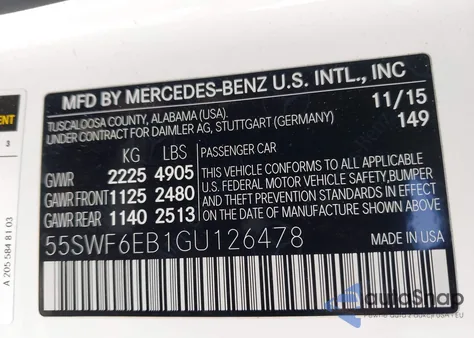 MFD BY MERCEDES-BENZ U.S. INTL., INC
TUSCALOOSA COUNTY, ALABAMA (USA). 11/15
UNDER CONTRACT FOR DAIMLER AG, STUTTGART (GERMANY) 149
KG LBS PASSENGER CAR
GVWR 2225 4905
GAWR FRONT 1125 2480
GAWR REAR 1140 2513
THIS VEHICLE CONFORMS TO ALL APPLICABLE
U.S. FEDERAL MOTOR VEHICLE SAFETY, BUMPER
AND THEFT PREVENTION STANDARDS IN EFFECT
ON THE DATE OF MANUFACTURE SHOWN ABOVE.
55SWF6EB1GU126478
MADE IN USA
A 205 584 81 03
3
autoSnap